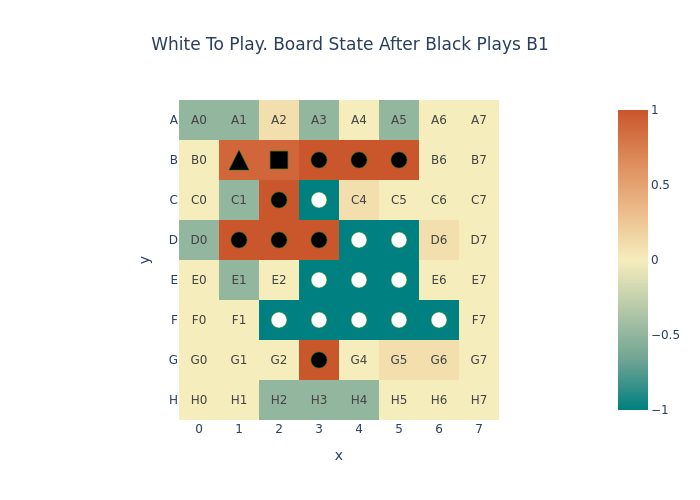 White To Play. Board State After Black Plays B1
A A0 A1 A2 A3 A4 A5 A6 A7
B B0 B6 B7
C C0 C1 C4 C5 C6 C7
D D0 D6 D7
E E0 E1 E2 E6 E7
F F0 F1 F7
G G0 G1 G2 G4 G5 G6 G7
H H0 H1 H2 H3 H4 H5 H6 H7
0 1 2 3 4 5 6 7
x
y
1
0.5
0
−0.5
−1